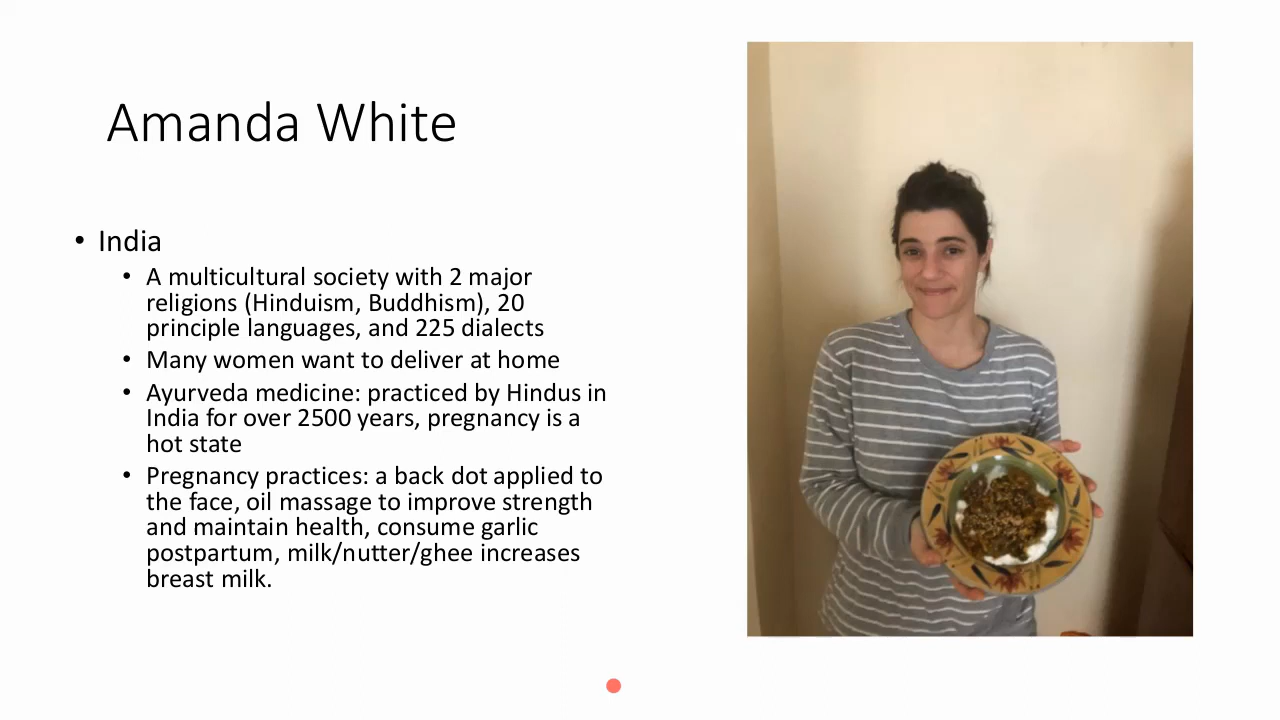 Amanda White
• India
• A multicultural society with 2 major
religions (Hinduism, Buddhism), 20
principle languages, and 225 dialects
• Many women want to deliver at home
• Ayurveda medicine: practiced by Hindus in
India for over 2500 years, pregnancy is a
hot state
• Pregnancy practices: a back dot applied to
the face, oil massage to improve strength
and maintain health, consume garlic
postpartum, milk/nutter/ghee increases
breast milk.